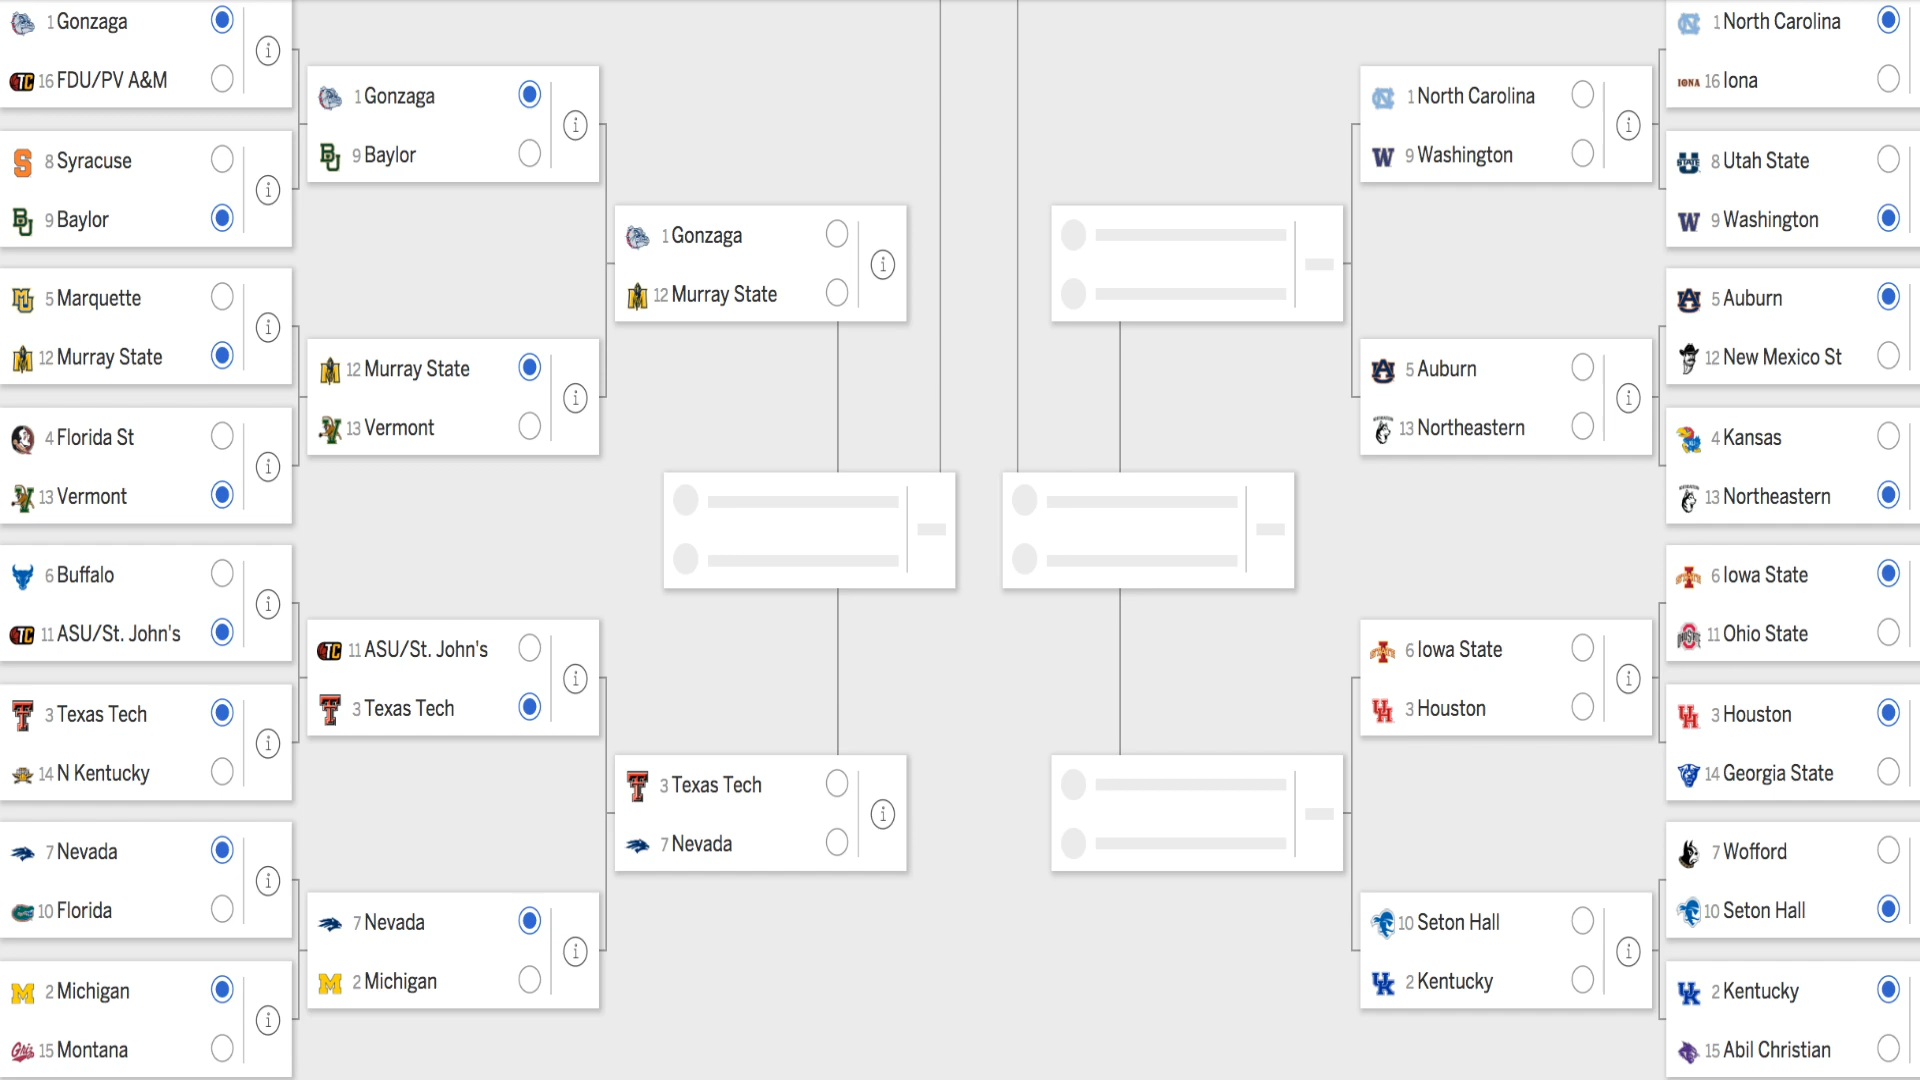 1 Gonzaga
16 FDU/PV A&M
8 Syracuse
9 Baylor
5 Marquette
12 Murray State
4 Florida St
13 Vermont
6 Buffalo
11 ASU/St. John's
3 Texas Tech
14 N Kentucky
7 Nevada
10 Florida
2 Michigan
15 Montana
1 Gonzaga
9 Baylor
12 Murray State
13 Vermont
11 ASU/St. John's
3 Texas Tech
7 Nevada
2 Michigan
1 Gonzaga
12 Murray State
3 Texas Tech
7 Nevada
1 North Carolina
9 Washington
5 Auburn
13 Northeastern
6 Iowa State
3 Houston
10 Seton Hall
2 Kentucky
1 North Carolina
IONA 16 Iona
8 Utah State
9 Washington
5 Auburn
12 New Mexico St
4 Kansas
13 Northeastern
6 Iowa State
11 Ohio State
3 Houston
14 Georgia State
7 Wofford
10 Seton Hall
2 Kentucky
15 Abil Christian